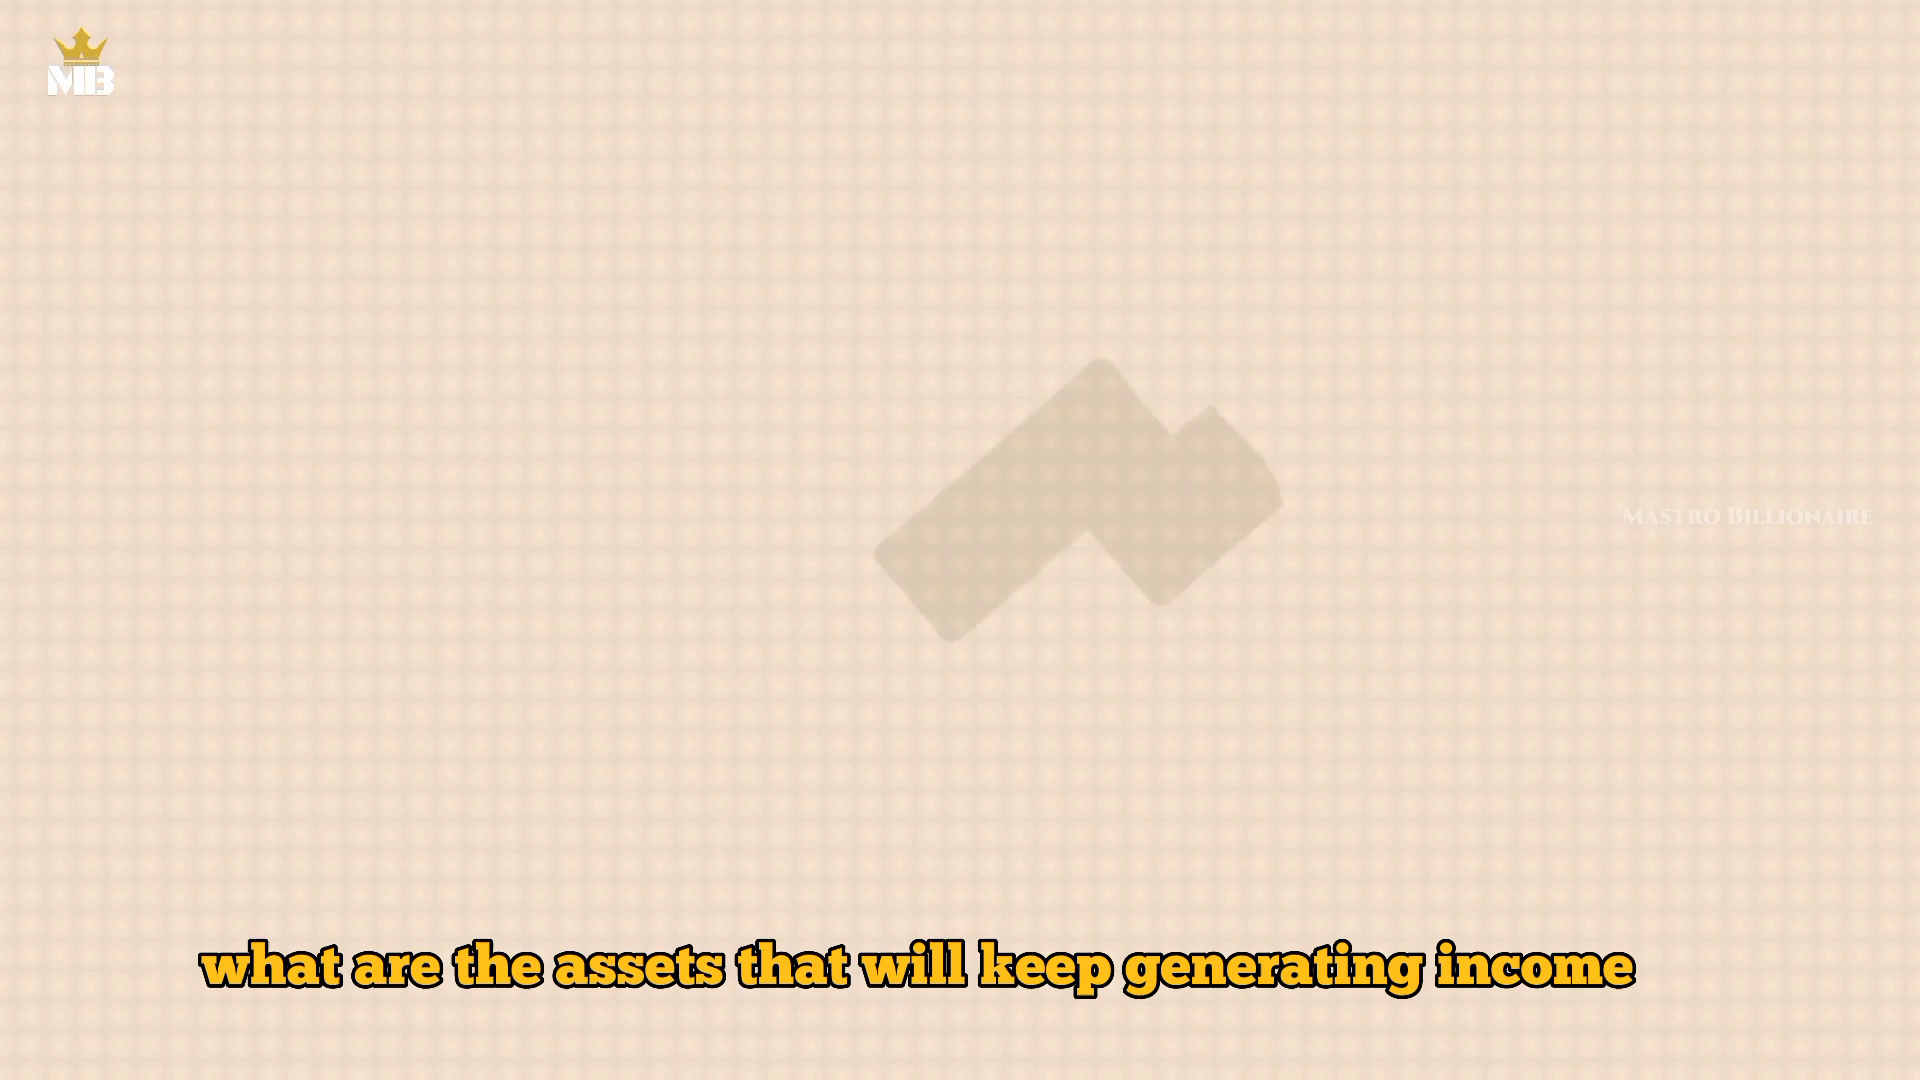 MB
Mastro Billionaire
what are the assets that will keep generating income